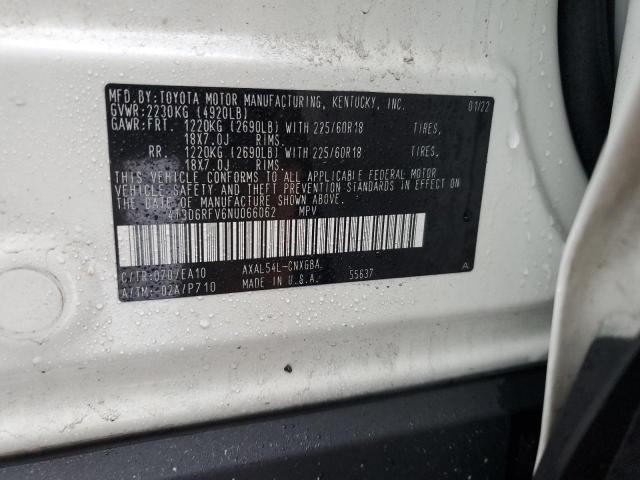 MFD.BY:TOYOTA MOTOR MANUFACTURING, KENTUCKY, INC. 01/22
GVWR:2230KG (4920LB)
GAWR:FRT. 1220KG (2690LB) WITH 225/60R18 TIRES,
18X7.0J RIMS.
RR. 1220KG (2690LB) WITH 225/60R18 TIRES,
18X7.0J RIMS.
THIS VEHICLE CONFORMS TO ALL APPLICABLE FEDERAL MOTOR
VEHICLE SAFETY AND THEFT PREVENTION STANDARDS IN EFFECT ON
THE DATE OF MANUFACTURE SHOWN ABOVE.
4T3D6RFV6NU066062 MPV
C/TR:070/EA10 AXAL54L-CNXGBA A
A/TM:-02A/P710 MADE IN U.S.A. 55637